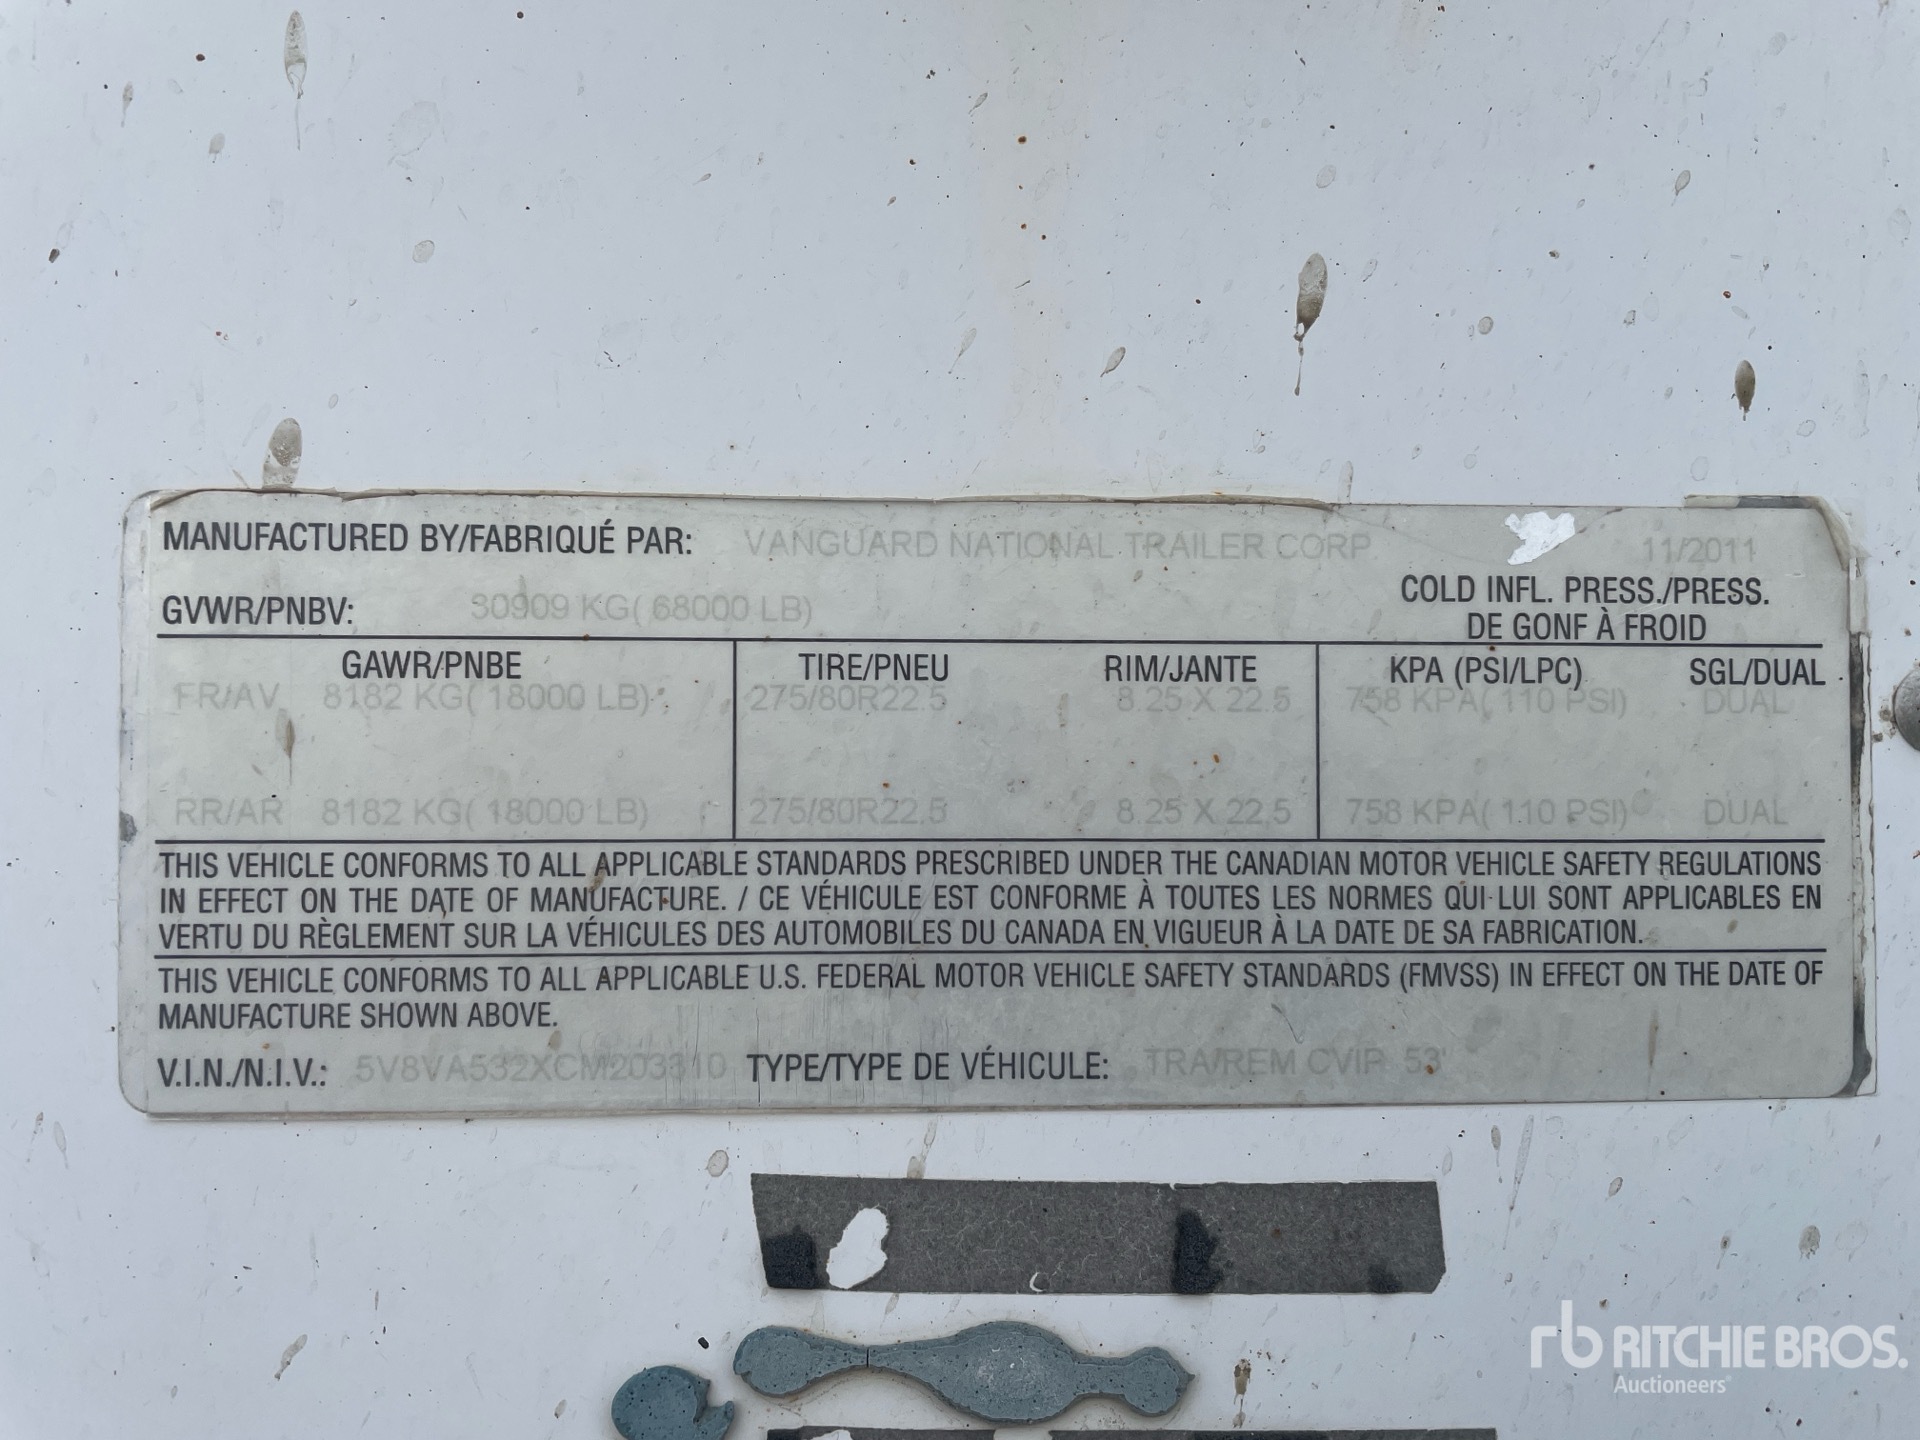 MANUFACTURED BY/FABRIQUÉ PAR: VANGUARD NATIONAL TRAILER CORP 11/2011
GVWR/PNBV: 30909 KG( 68000 LB)
COLD INFL. PRESS./PRESS.
DE GONF À FROID
GAWR/PNBE TIRE/PNEU RIM/JANTE KPA (PSI/LPC) SGL/DUAL
FR/AV 8182 KG( 18000 LB) 275/80R22.5 8.25 X 22.5 758 KPA( 110 PSI) DUAL
RR/AR 8182 KG( 18000 LB) 275/80R22.5 8.25 X 22.5 758 KPA( 110 PSI) DUAL
THIS VEHICLE CONFORMS TO ALL APPLICABLE STANDARDS PRESCRIBED UNDER THE CANADIAN MOTOR VEHICLE SAFETY REGULATIONS
IN EFFECT ON THE DATE OF MANUFACTURE. / CE VÉHICULE EST CONFORME À TOUTES LES NORMES QUI LUI SONT APPLICABLES EN
VERTU DU RÈGLEMENT SUR LA VÉHICULES DES AUTOMOBILES DU CANADA EN VIGUEUR À LA DATE DE SA FABRICATION.
THIS VEHICLE CONFORMS TO ALL APPLICABLE U.S. FEDERAL MOTOR VEHICLE SAFETY STANDARDS (FMVSS) IN EFFECT ON THE DATE OF
MANUFACTURE SHOWN ABOVE.
V.I.N./N.I.V.: 5V8VA532XCM203310 TYPE/TYPE DE VÉHICULE: TRA/REM CVIP 53'
rb RITCHIE BROS.
Auctioneers